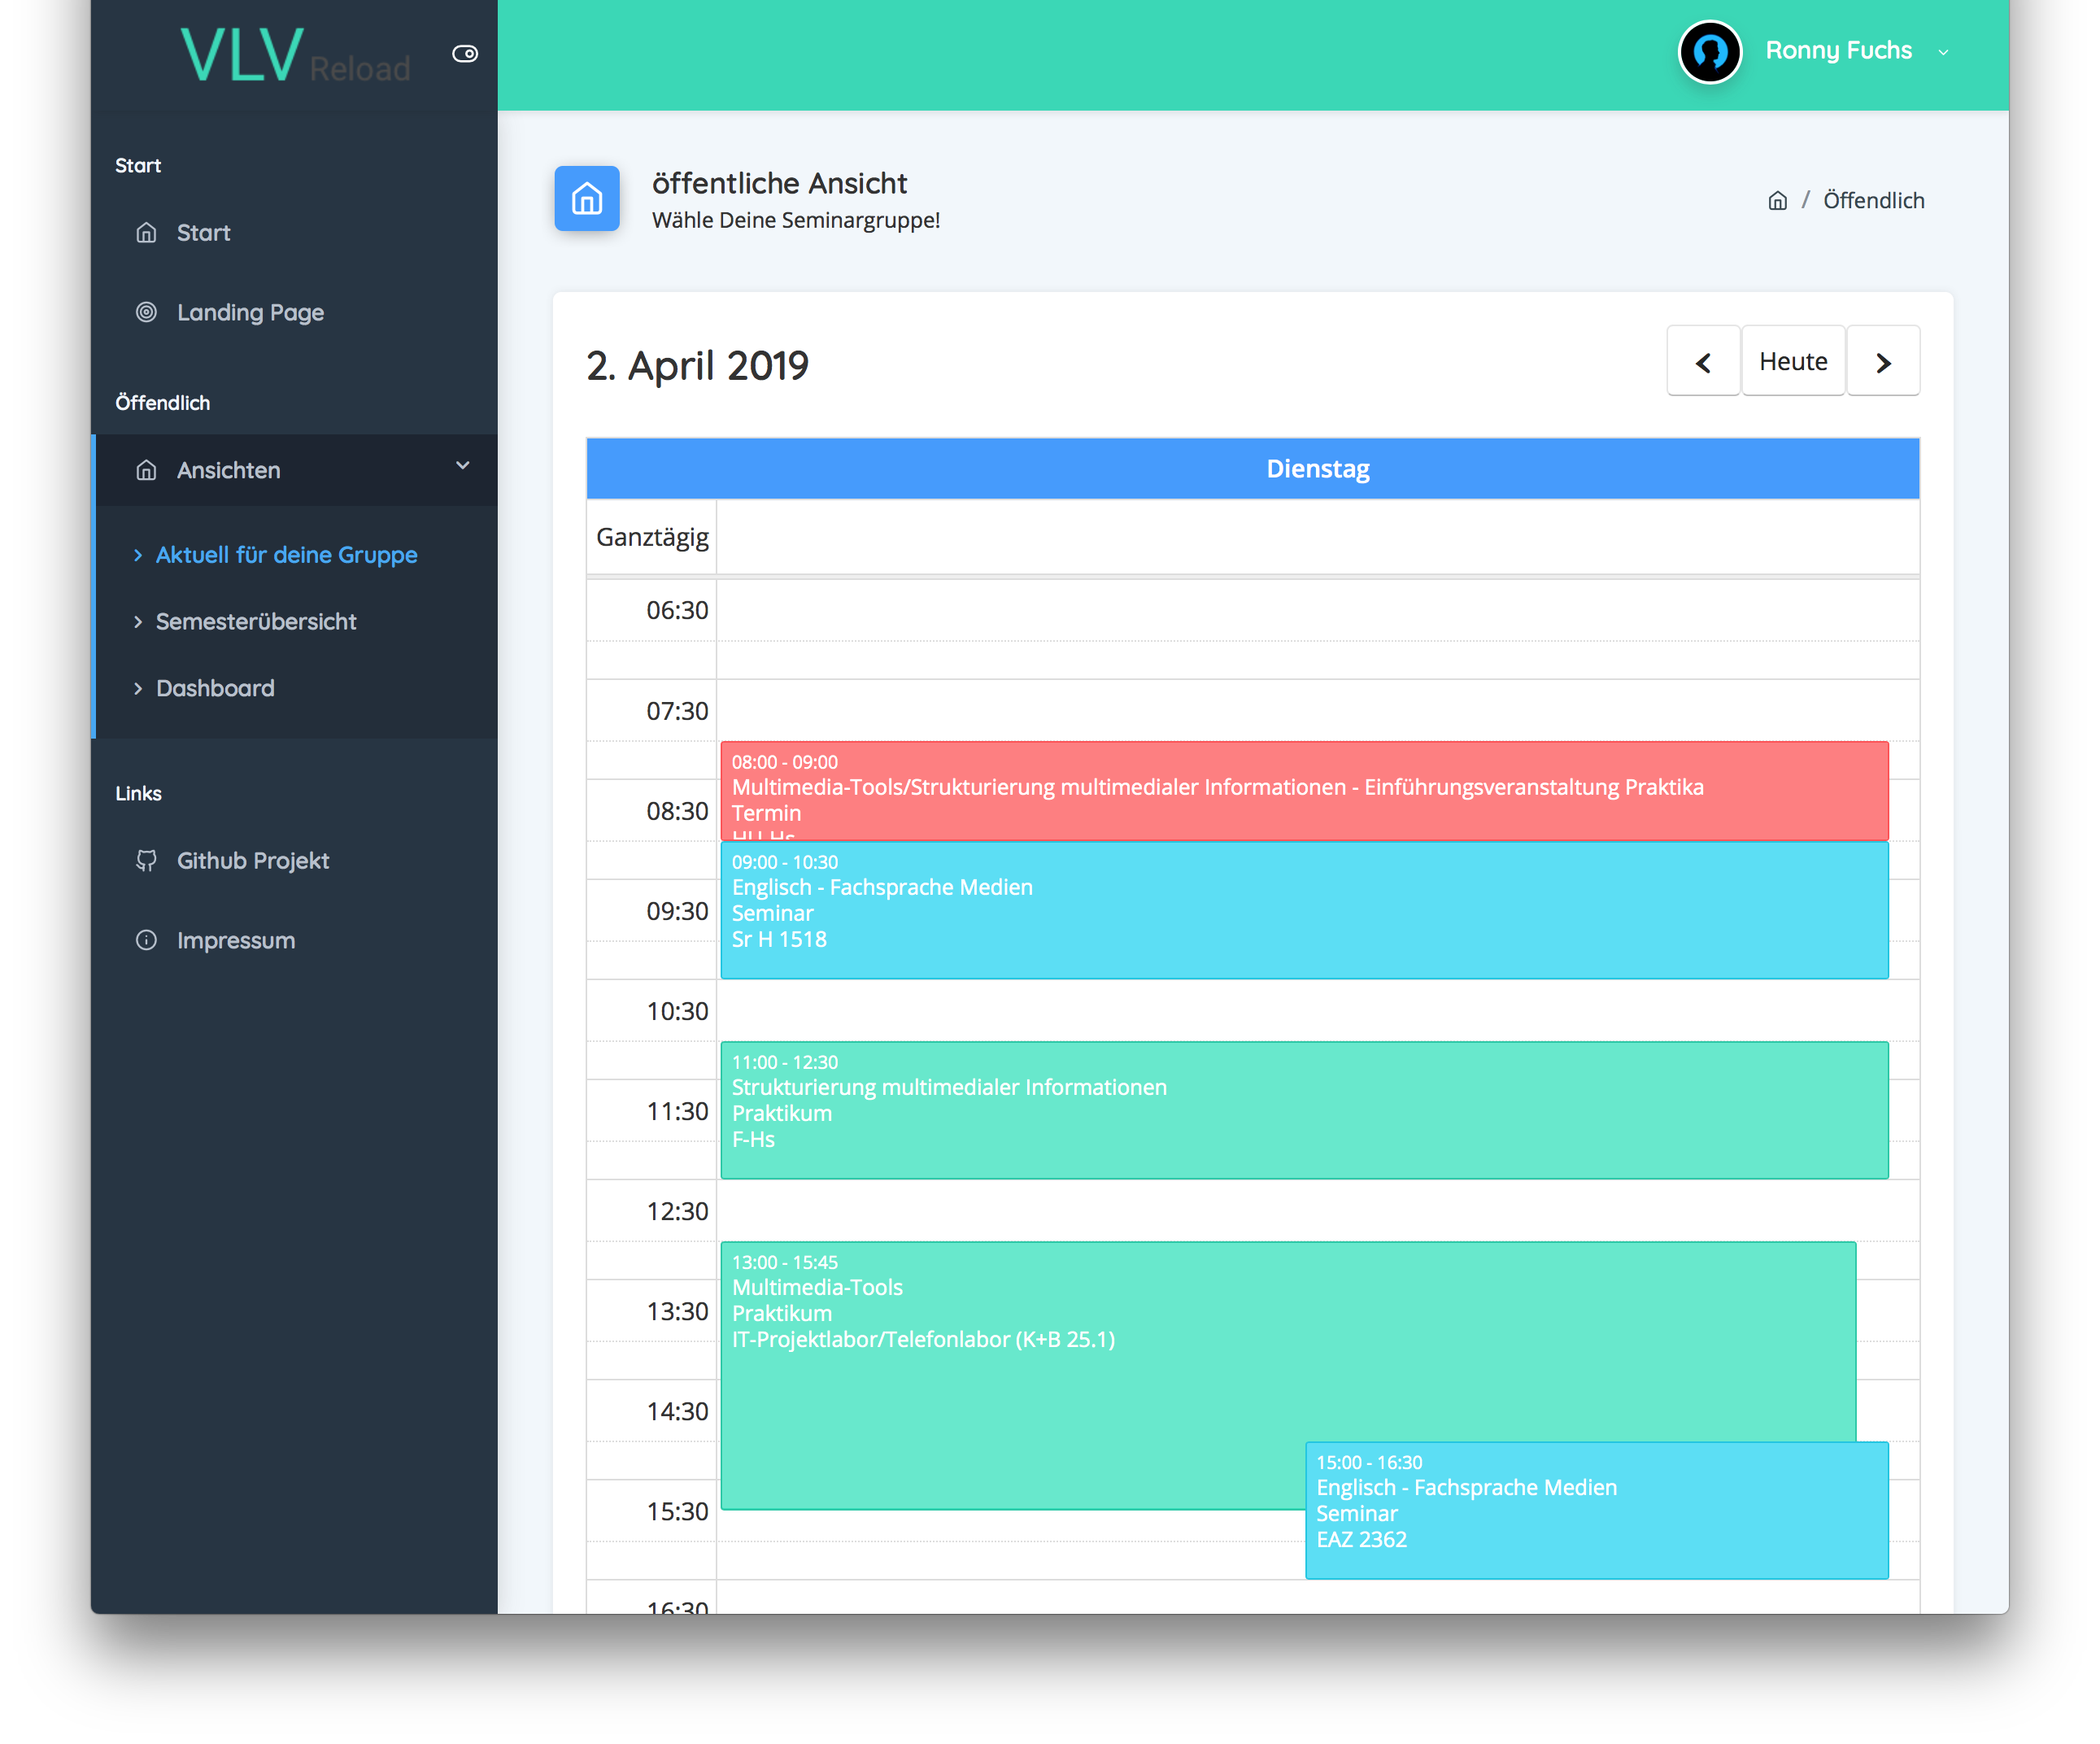 VLV Reload
Ronny Fuchs
Start
Start
Landing Page
Öffendlich
Ansichten
Aktuell für deine Gruppe
Semesterübersicht
Dashboard
Links
Github Projekt
Impressum
öffentliche Ansicht
Wähle Deine Seminargruppe!
/ Öffendlich
2. April 2019
Heute
Dienstag
Ganztägig
06:30
07:30
08:00 - 09:00
Multimedia-Tools/Strukturierung multimedialer Informationen - Einführungsveranstaltung Praktika
Termin
08:30
09:00 - 10:30
Englisch - Fachsprache Medien
Seminar
Sr H 1518
09:30
10:30
11:00 - 12:30
Strukturierung multimedialer Informationen
Praktikum
F-Hs
11:30
12:30
13:00 - 15:45
Multimedia-Tools
Praktikum
IT-Projektlabor/Telefonlabor (K+B 25.1)
13:30
14:30
15:00 - 16:30
Englisch - Fachsprache Medien
Seminar
EAZ 2362
15:30
16:30